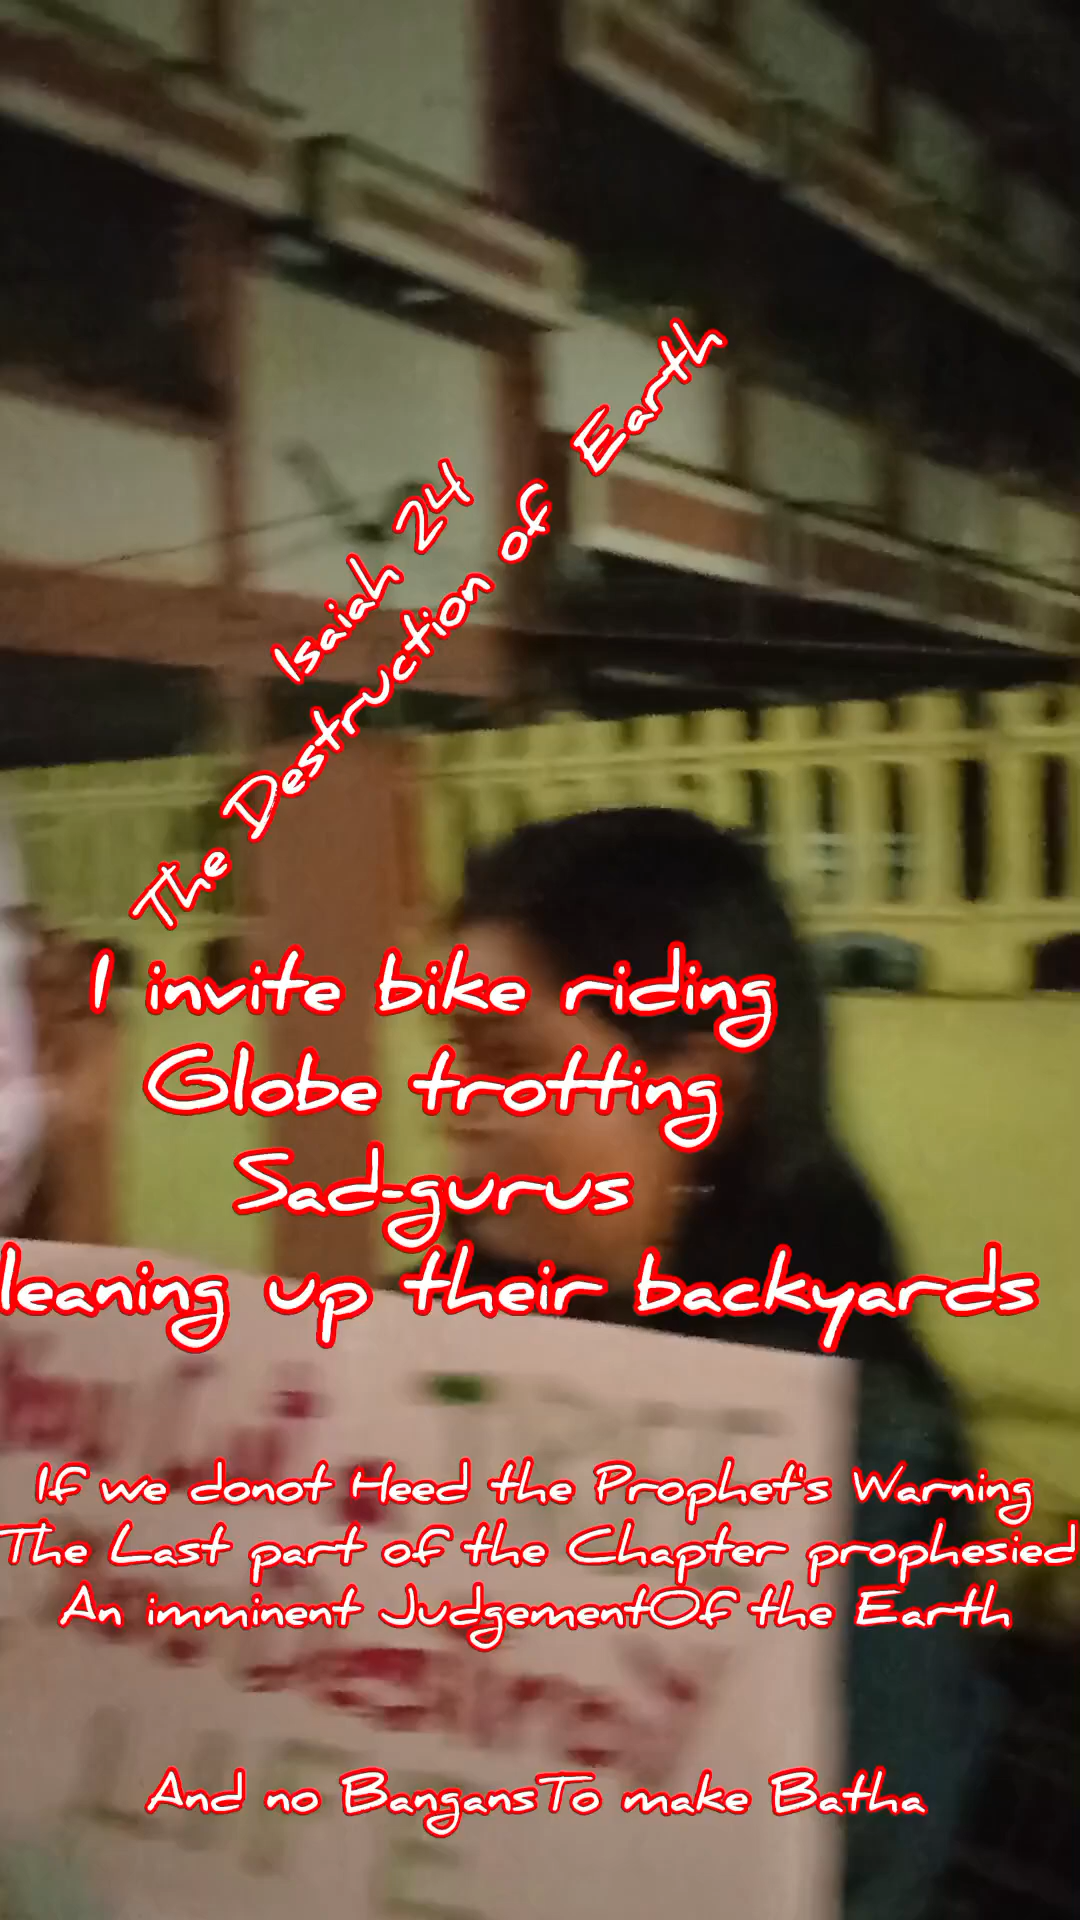 Isaiah 24
The Destruction of Earth
I invite bike riding
Globe trotting
Sad-gurus
leaning up their backyards
If we donot Heed the Prophet's Warning
The Last part of the Chapter prophesied
An imminent JudgementOf the Earth
And no BangansTo make Batha